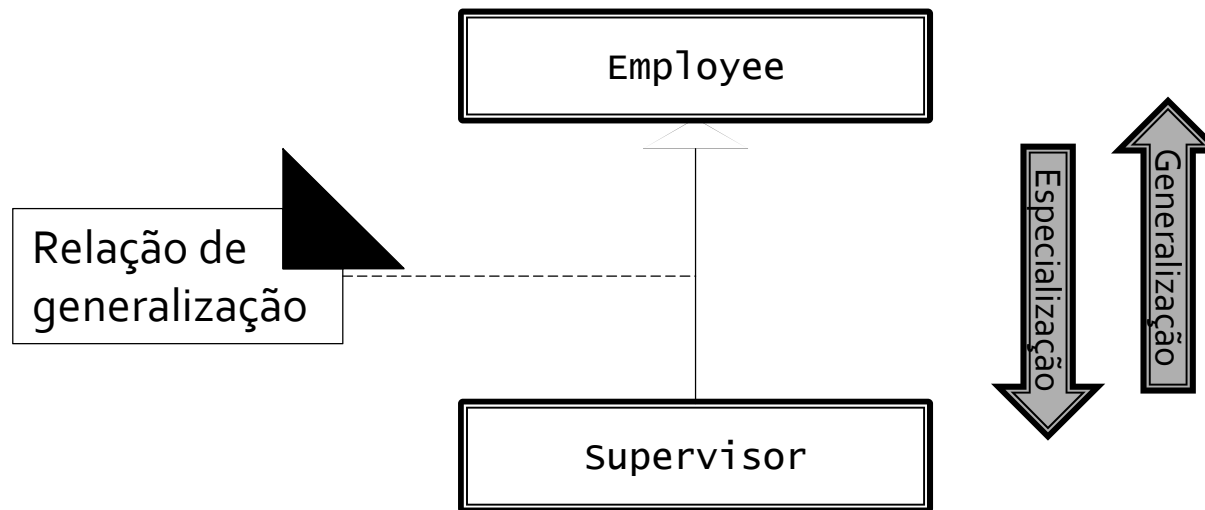 Employee
Relação de
generalização
Especialização
Generalização
Supervisor